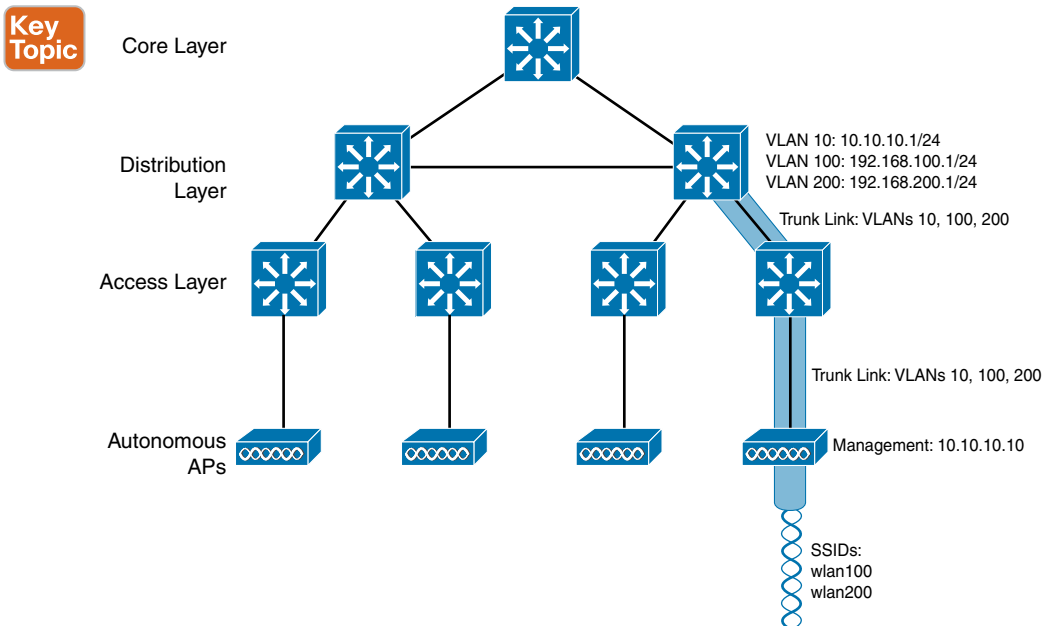 Key
Topic
Core Layer
Distribution
Layer
VLAN 10: 10.10.10.1/24
VLAN 100: 192.168.100.1/24
VLAN 200: 192.168.200.1/24
Trunk Link: VLANs 10, 100, 200
Access Layer
Trunk Link: VLANs 10, 100, 200
Autonomous
APs
Management: 10.10.10.10
SSIDs:
wlan100
wlan200